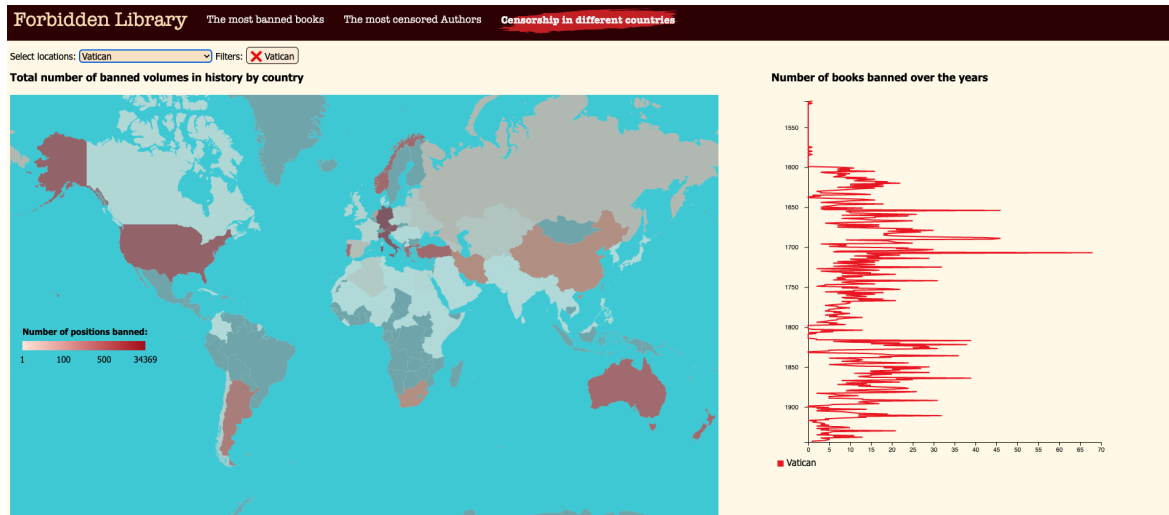 Forbidden Library The most banned books The most censored Authors Censorship in different countries
Select locations: Vatican Filters: Vatican
Total number of banned volumes in history by country
Number of positions banned:
1 100 500 34369
Number of books banned over the years
1550
1600
1650
1700
1750
1800
1850
1900
0 5 10 15 20 25 30 35 40 45 50 55 60 65 70
Vatican